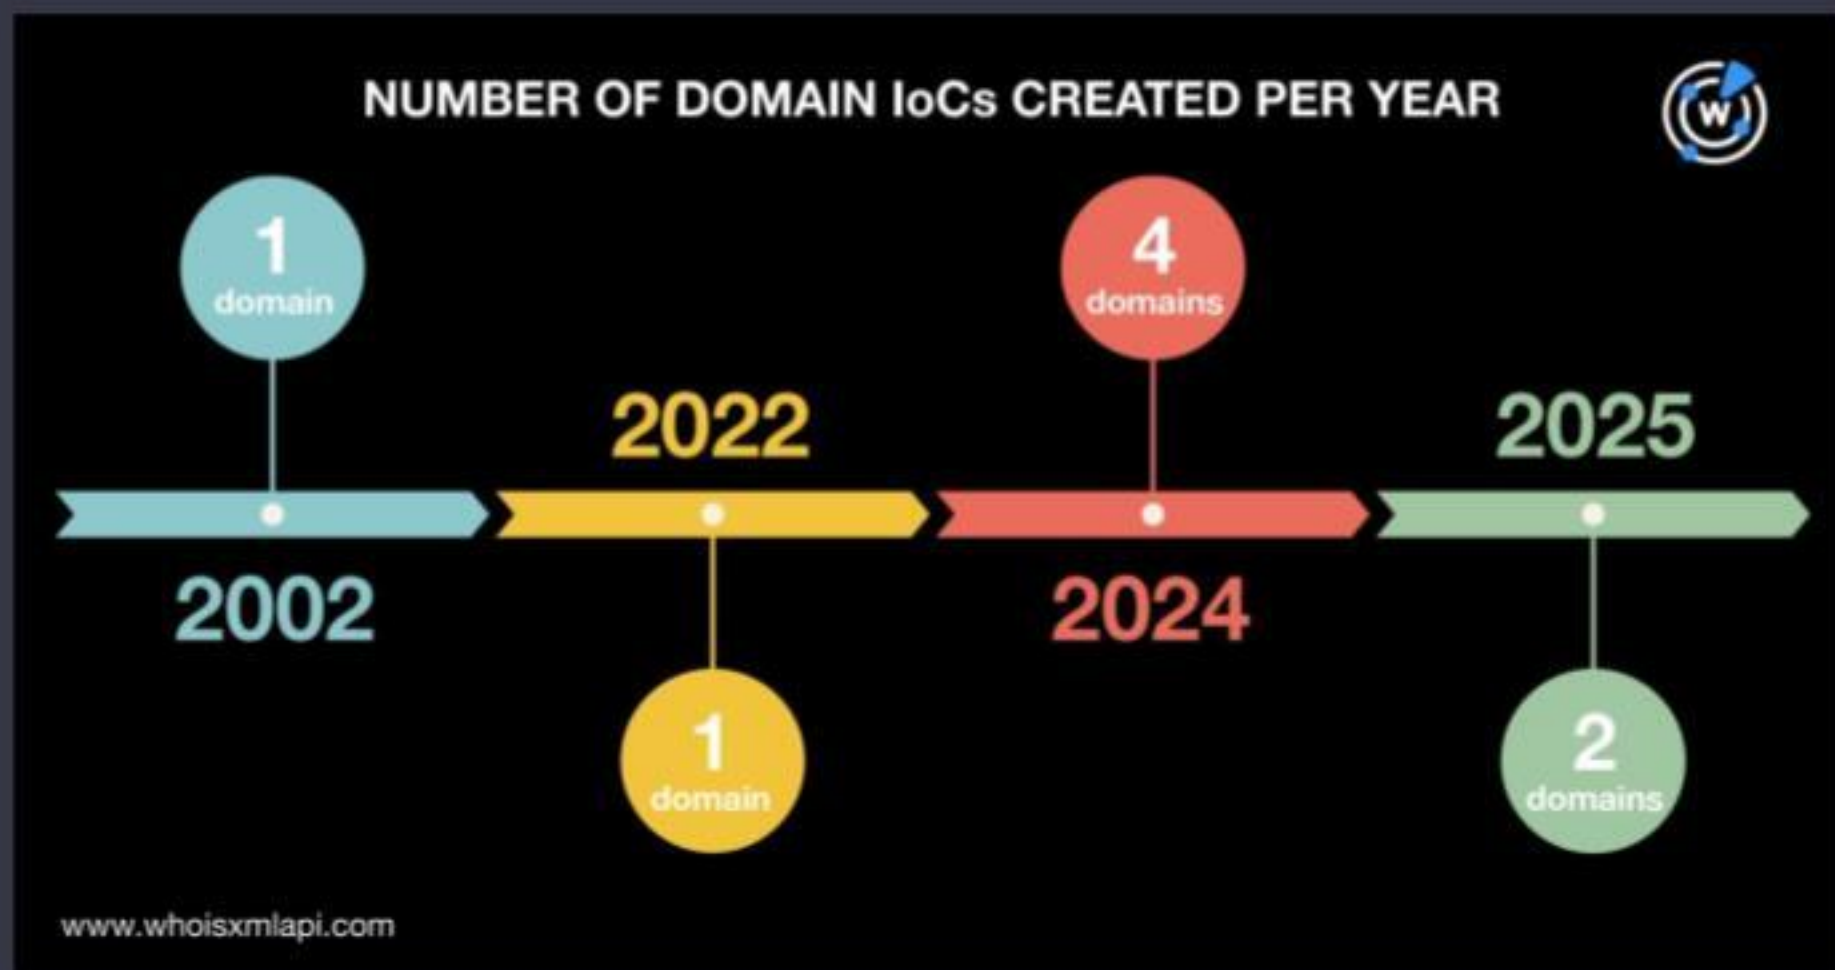 NUMBER OF DOMAIN IoCs CREATED PER YEAR
W
1
domain
4
domains
2022
2025
2002
2024
1
domain
2
domains
www.whoisxmlapi.com